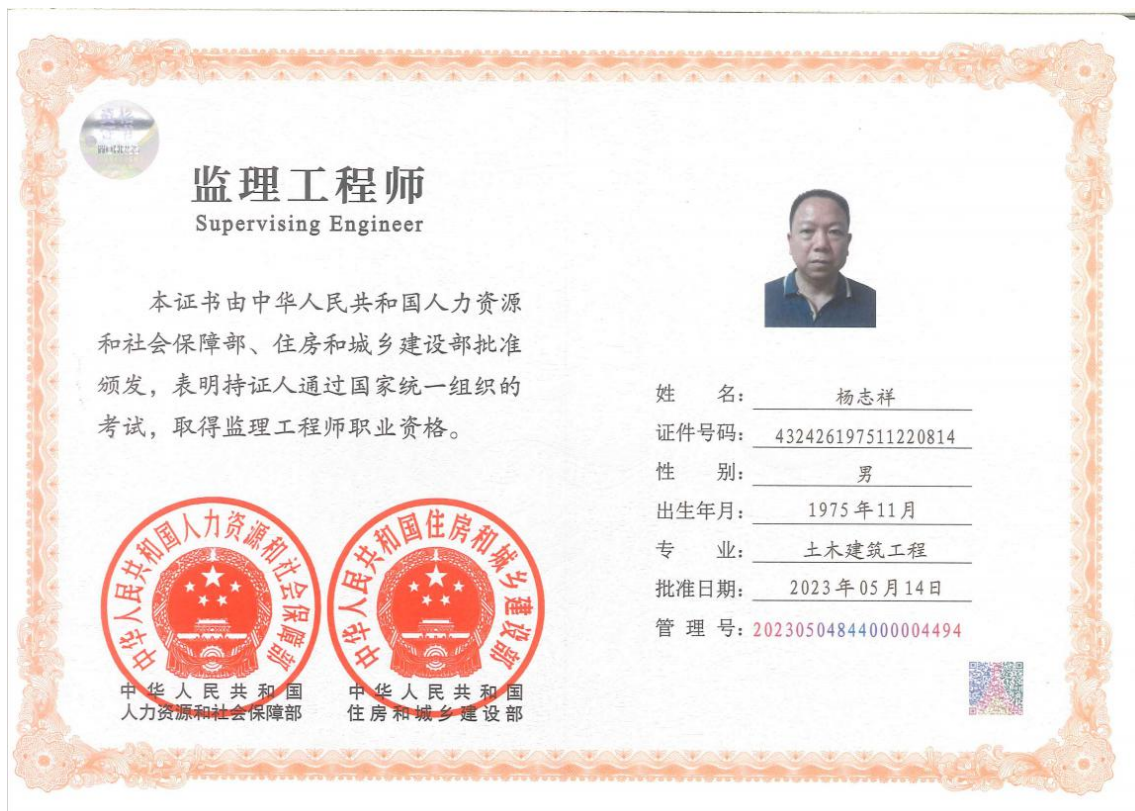 监理工程师
Supervising Engineer
本证书由中华人民共和国人力资源
和社会保障部、住房和城乡建设部批准
颁发，表明持证人通过国家统一组织的
考试，取得监理工程师职业资格。
中华人民共和国人力资源和社会保障部
中华人民共和国住房和城乡建设部
中华人民共和国
人力资源和社会保障部
中华人民共和国
住房和城乡建设部
姓 名：杨志祥
证件号码：432426197511220814
性 别：男
出生年月：1975年11月
专 业：土木建筑工程
批准日期：2023年05月14日
管 理 号：20230504844000004494